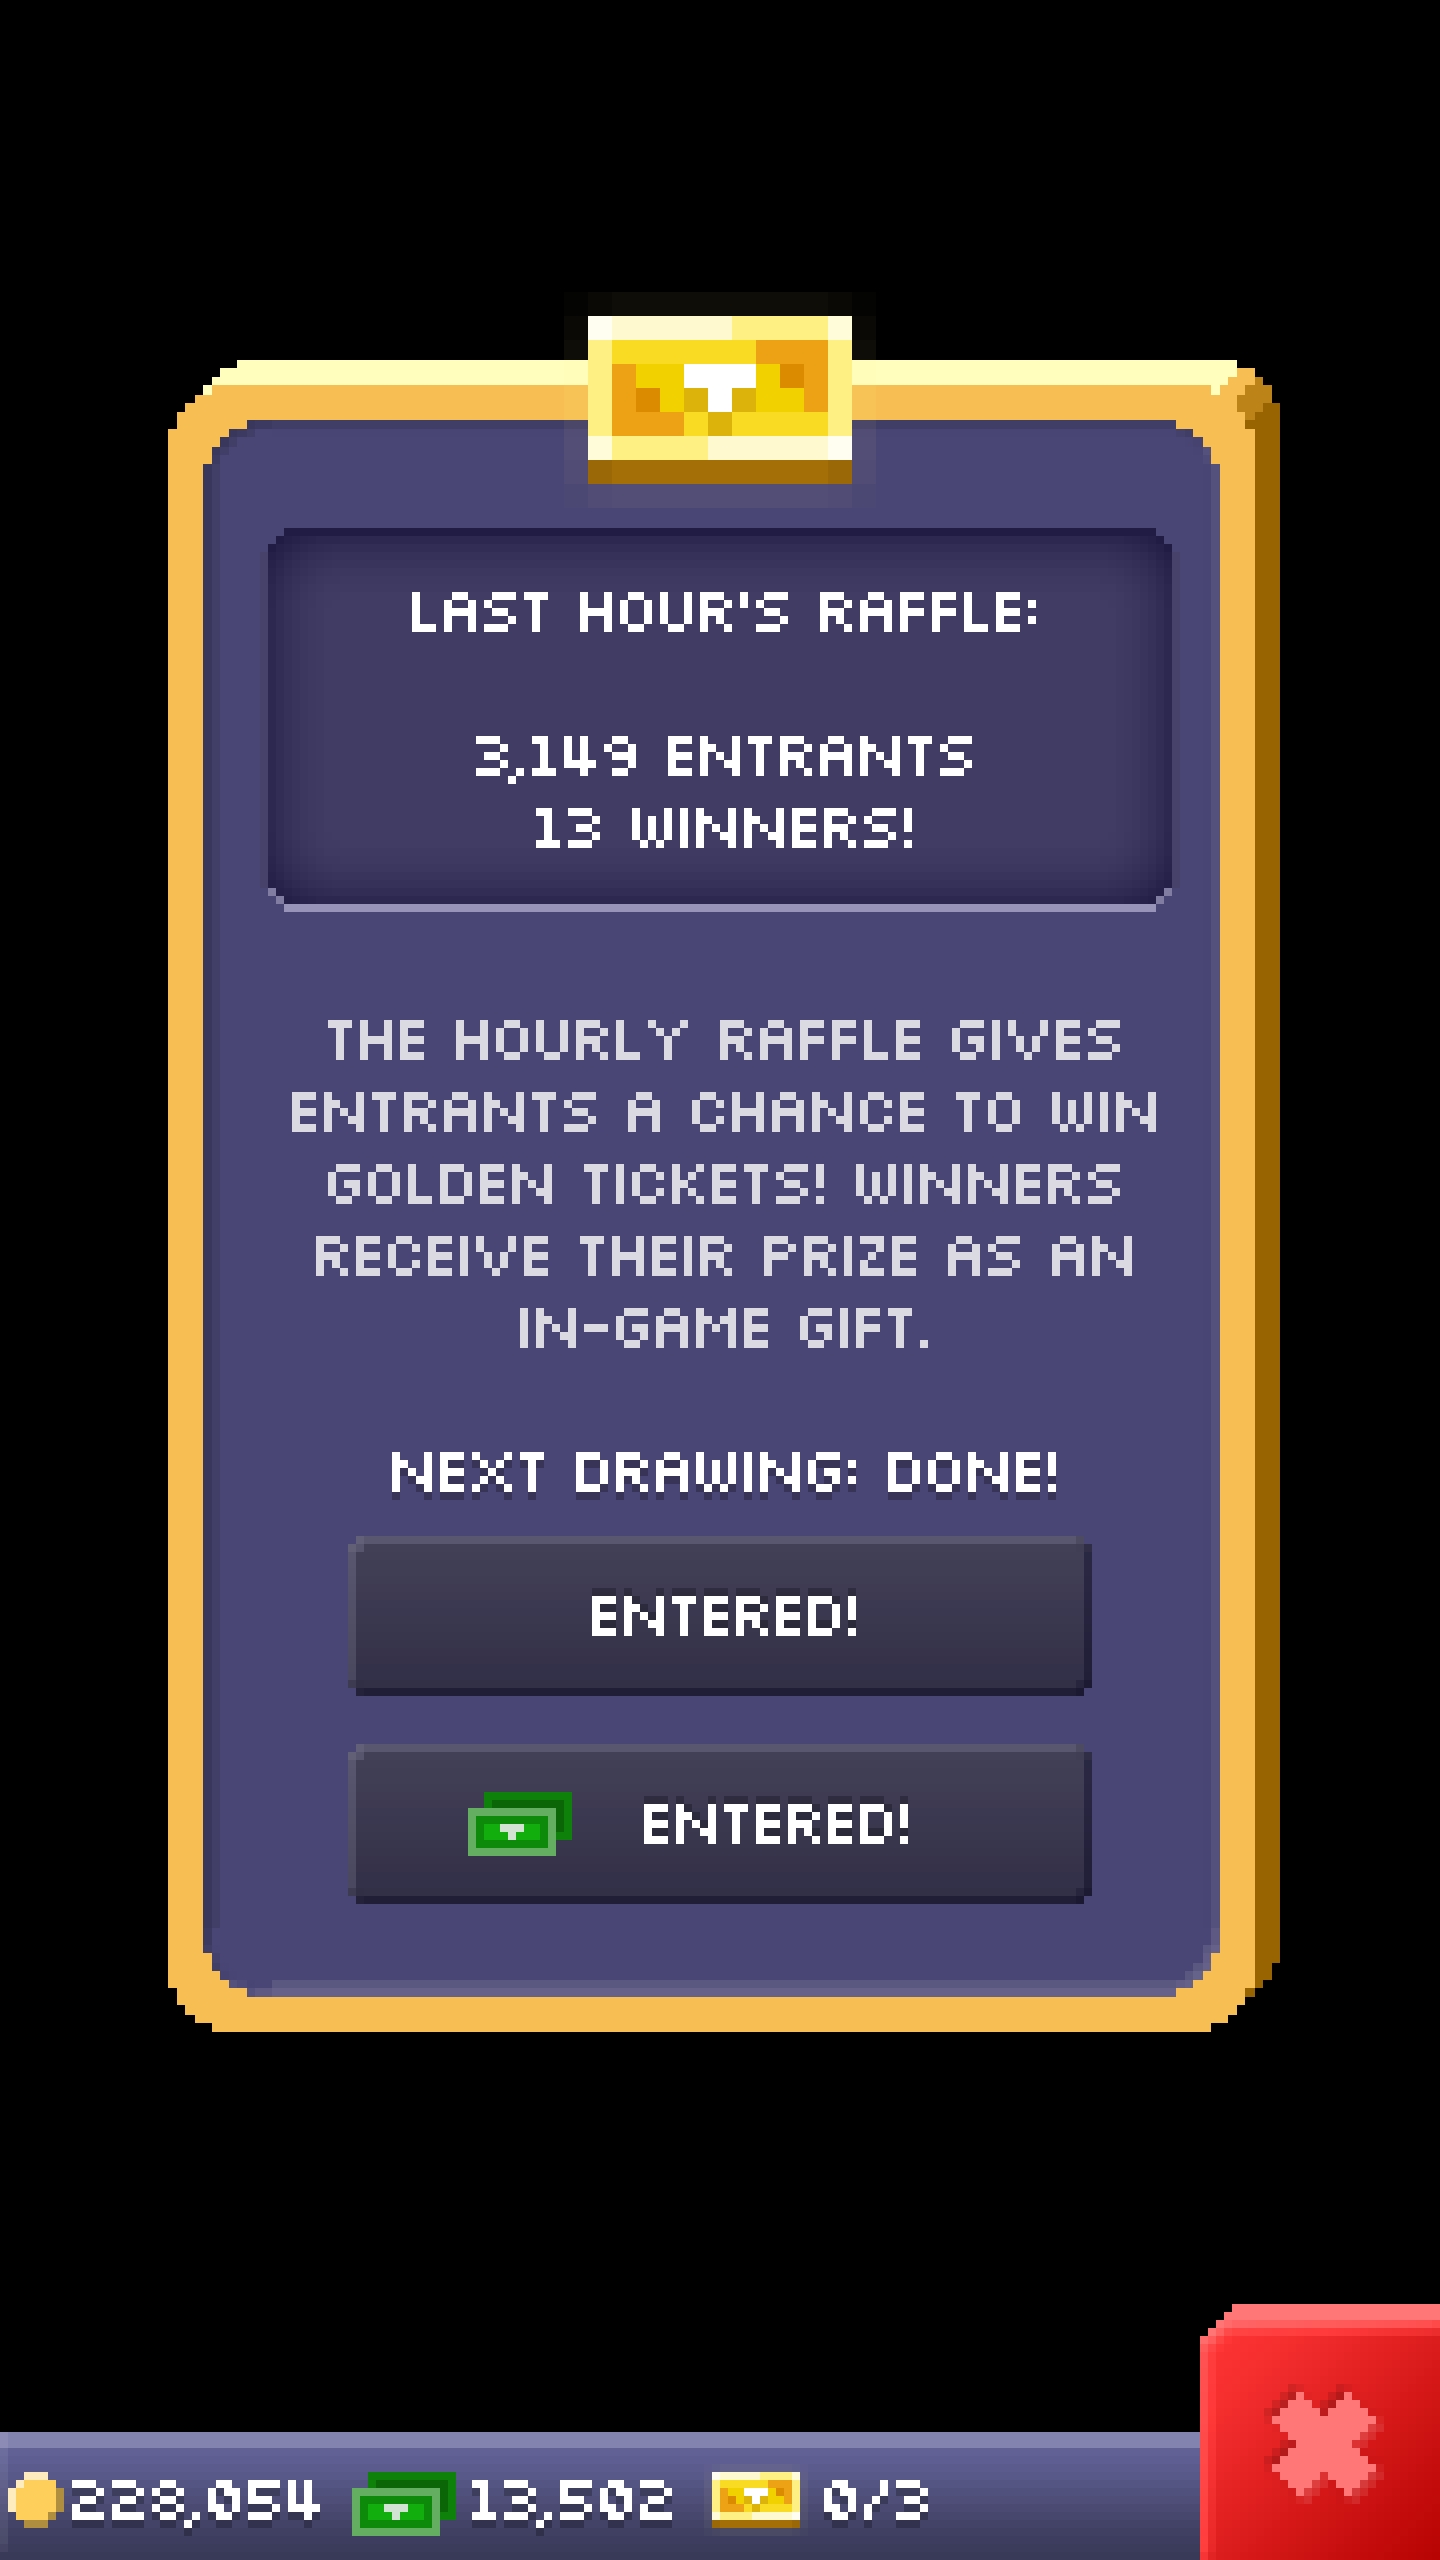 LAST HOUR'S RAFFLE:
3,149 ENTRANTS
13 WINNERS!
THE HOURLY RAFFLE GIVES
ENTRANTS A CHANCE TO WIN
GOLDEN TICKETS! WINNERS
RECEIVE THEIR PRIZE AS AN
IN-GAME GIFT.
NEXT DRAWING: DONE!
ENTERED!
ENTERED!
228,054 13,502 0/3